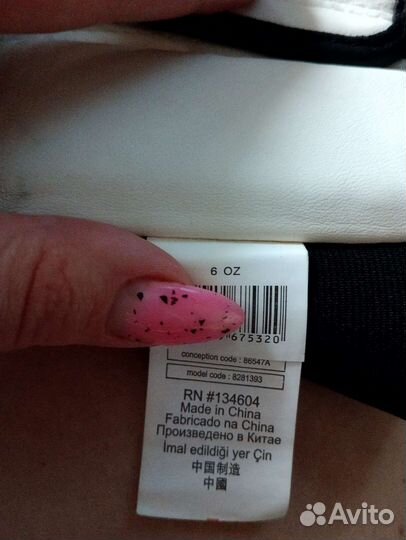 6 OZ
675320
conception code : 86547A
model code : 8281393
RN #134604
Made in China
Fabricado na China
Произведено в Китае
İmal edildiği yer Çin
中国制造
中國
Avito